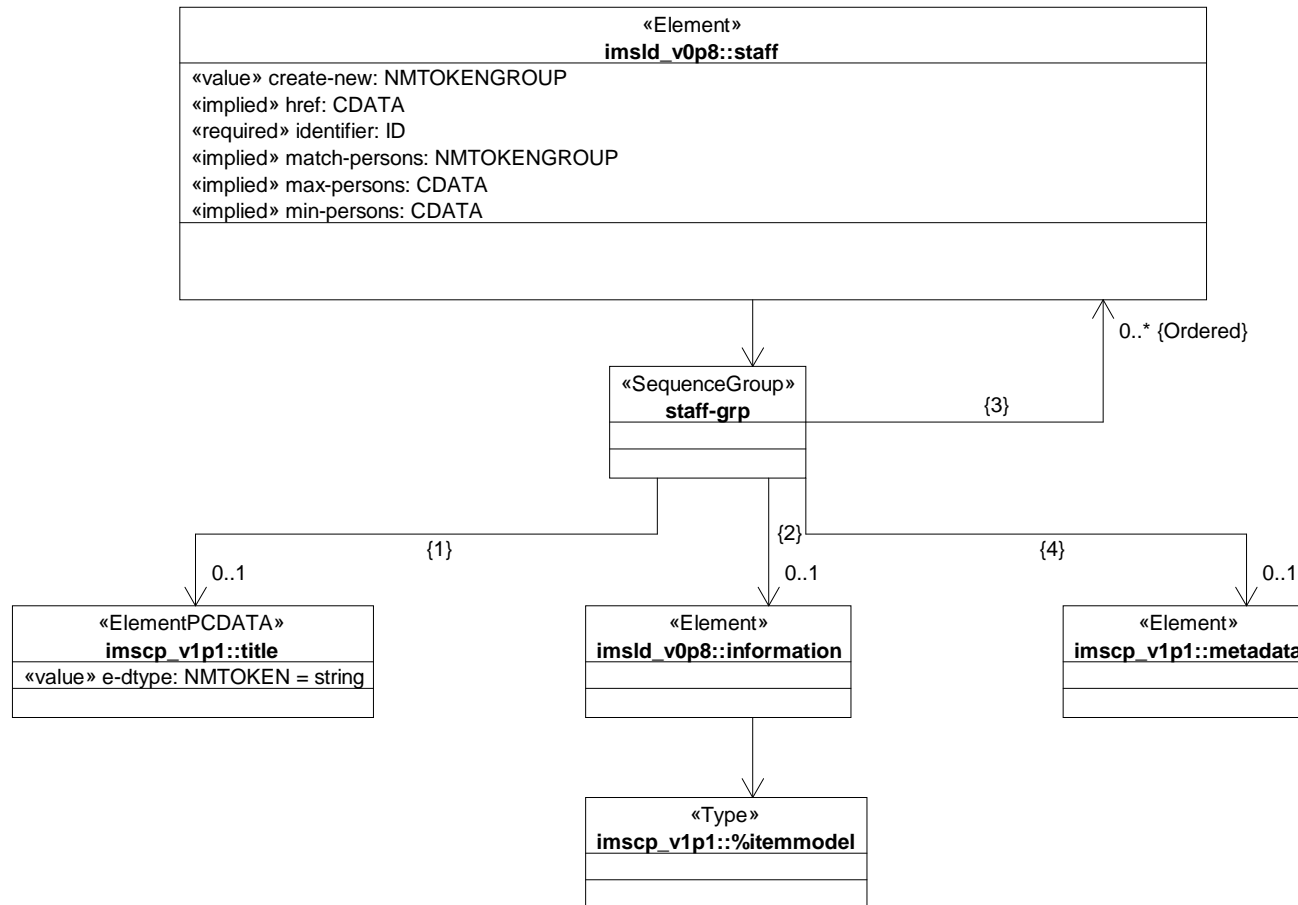 «Element»
imsld_v0p8::staff
«value» create-new: NMTOKENGROUP
«implied» href: CDATA
«required» identifier: ID
«implied» match-persons: NMTOKENGROUP
«implied» max-persons: CDATA
«implied» min-persons: CDATA
0..* {Ordered}
«SequenceGroup»
staff-grp
{3}
{1}
{2}
{4}
0..1
0..1
0..1
«ElementPCDATA»
imscp_v1p1::title
«value» e-dtype: NMTOKEN = string
«Element»
imsld_v0p8::information
«Element»
imscp_v1p1::metadata
«Type»
imscp_v1p1::%itemmodel